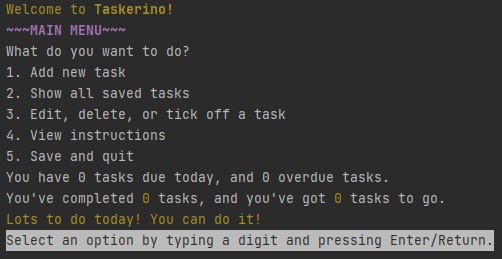 Welcome to Taskerino!
~~~MAIN MENU~~~
What do you want to do?
1. Add new task
2. Show all saved tasks
3. Edit, delete, or tick off a task
4. View instructions
5. Save and quit
You have 0 tasks due today, and 0 overdue tasks.
You've completed 0 tasks, and you've got 0 tasks to go.
Lots to do today! You can do it!
Select an option by typing a digit and pressing Enter/Return.